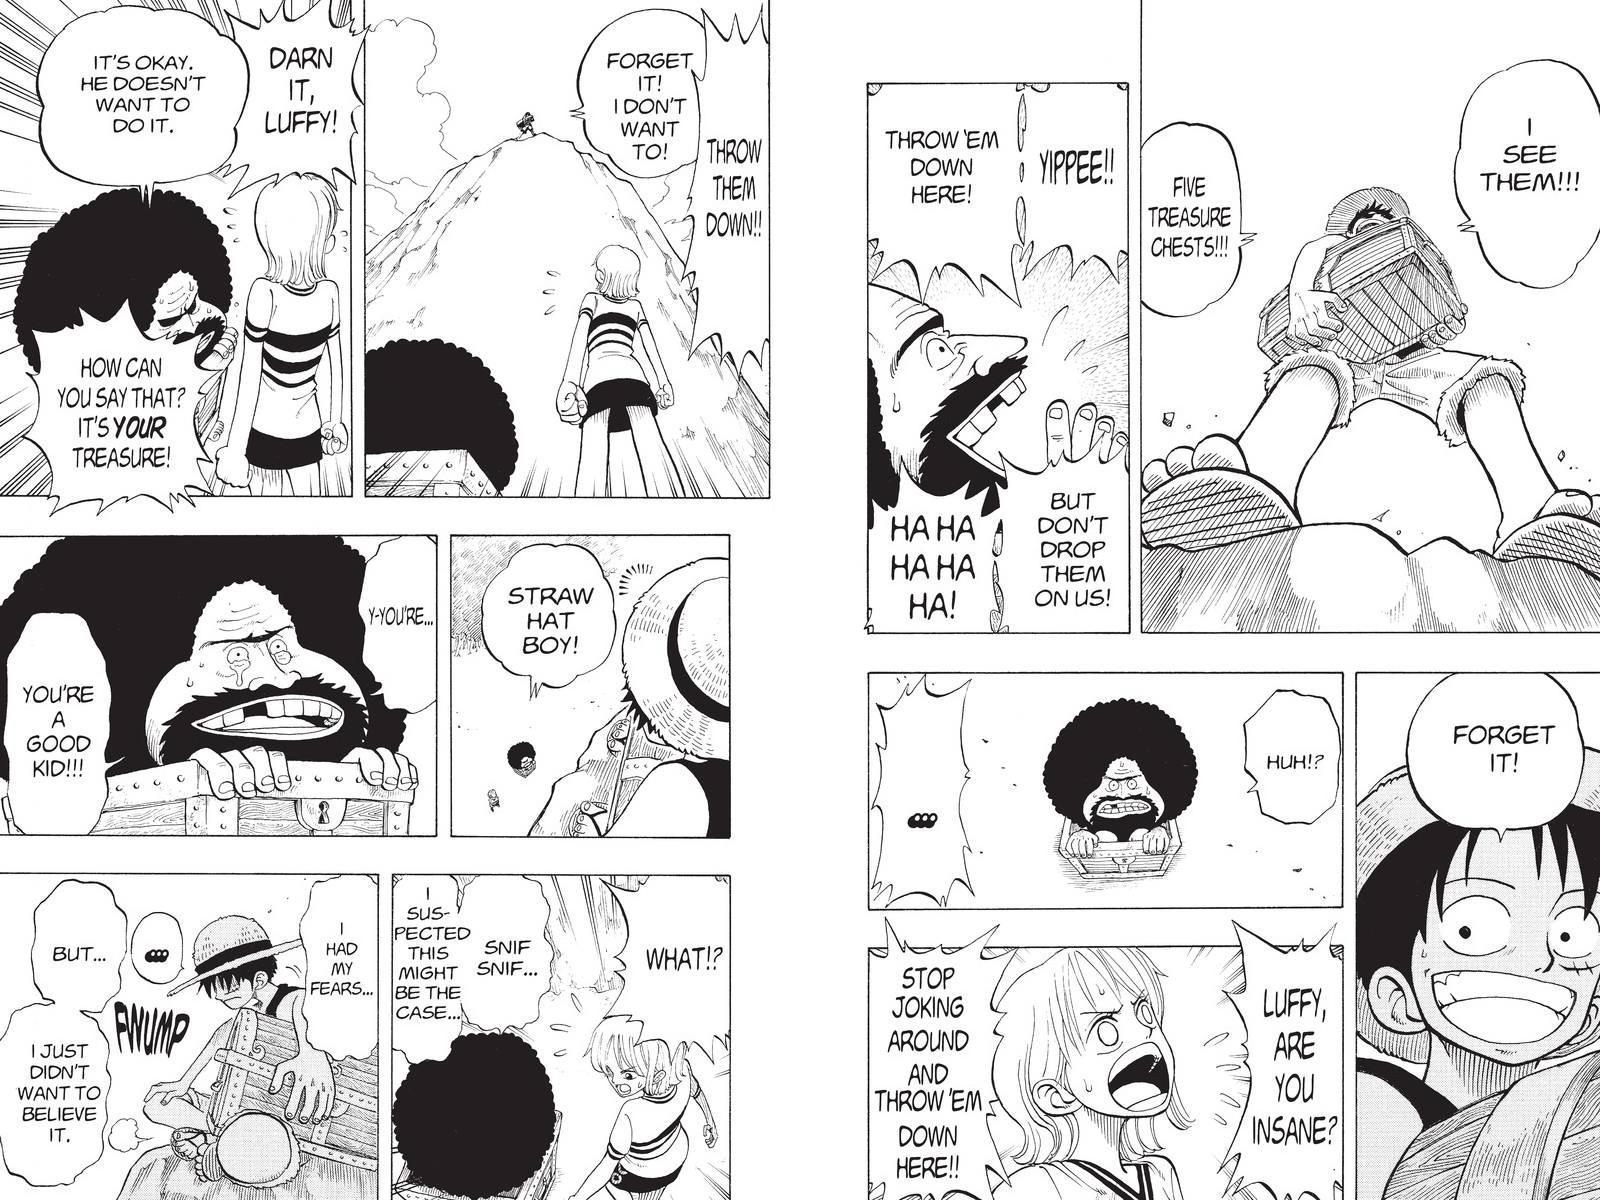 I
SEE
THEM!!!
FIVE
TREASURE
CHESTS!!!
YIPPEE!!
THROW 'EM
DOWN
HERE!
BUT
DON'T
DROP
THEM
ON US!
HA HA
HA HA
HA!
FORGET
IT!
HUH!?
....
LUFFY,
ARE
YOU
INSANE?
STOP
JOKING
AROUND
AND
THROW 'EM
DOWN
HERE!!
THROW
THEM
DOWN!!
FORGET
IT!
I DON'T
WANT
TO!
DARN
IT,
LUFFY!
IT'S OKAY.
HE DOESN'T
WANT TO
DO IT.
HOW CAN
YOU SAY THAT?
IT'S YOUR
TREASURE!
STRAW
HAT
BOY!
Y-YOU'RE...
YOU'RE
A
GOOD
KID!!!
WHAT!?
SNIF
SNIF...
I
SUS-
PECTED
THIS
MIGHT
BE THE
CASE...
I
HAD
MY
FEARS...
....
FWUMP
BUT...
I JUST
DIDN'T
WANT TO
BELIEVE
IT.